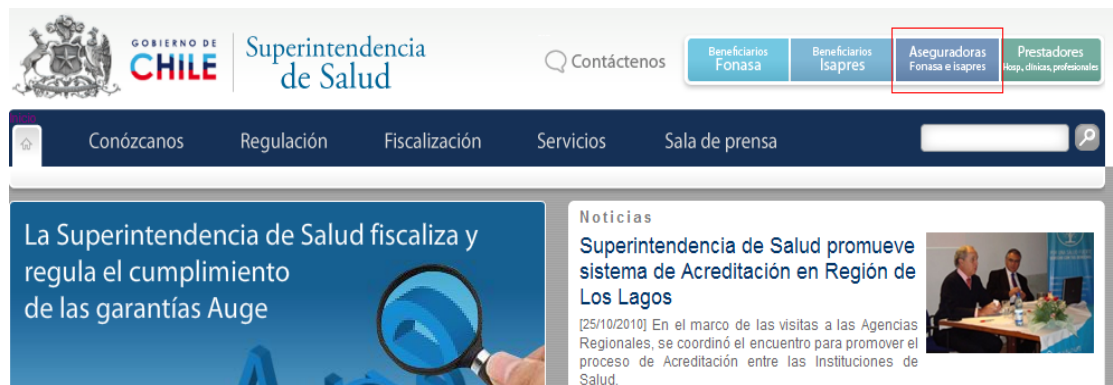 GOBIERNO DE
CHILE
Superintendencia
de Salud
Contáctenos
Beneficiarios
Fonasa
Beneficiarios
Isapres
Aseguradoras
Fonasa e isapres
Prestadores
Hosp., clínicas, profesionales
Inicio
Conózcanos
Regulación
Fiscalización
Servicios
Sala de prensa
La Superintendencia de Salud fiscaliza y
regula el cumplimiento
de las garantías Auge
Noticias
Superintendencia de Salud promueve
sistema de Acreditación en Región de
Los Lagos
[25/10/2010] En el marco de las visitas a las Agencias
Regionales, se coordinó el encuentro para promover el
proceso de Acreditación entre las Instituciones de
Salud.